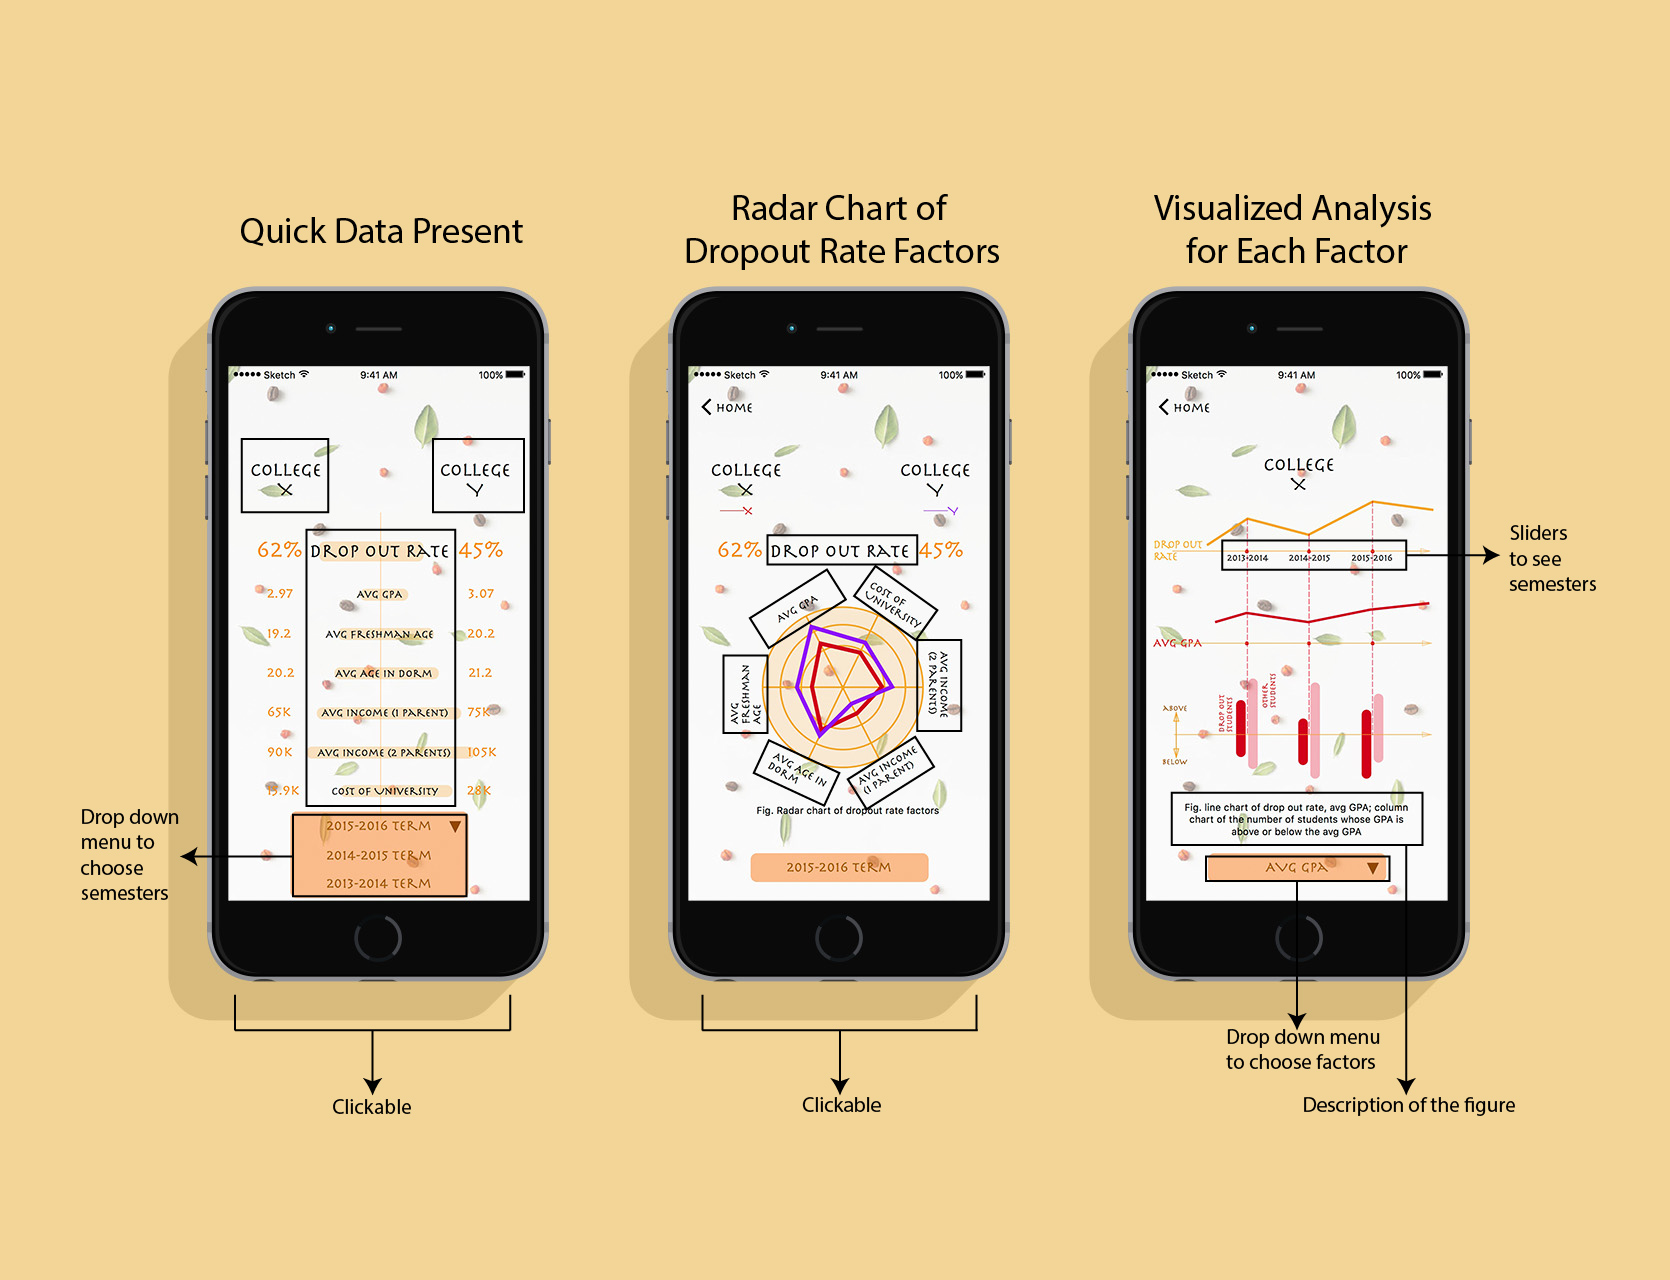 Quick Data Present
Radar Chart of
Dropout Rate Factors
Visualized Analysis
for Each Factor
Sketch
9:41 AM
100%
COLLEGE
X
COLLEGE
Y
62% DROP OUT RATE 45%
2.97 AVG GPA 3.07
19.2 AVG FRESHMAN AGE 20.2
20.2 AVG AGE IN DORM 21.2
65K AVG INCOME (1 PARENT) 75K
90K AVG INCOME (2 PARENTS) 105K
COST OF UNIVERSITY 28K
2015-2016 TERM
2014-2015 TERM
2013-2014 TERM
Drop down
menu to
choose
semesters
Clickable
Sketch
9:41 AM
100%
HOME
COLLEGE
X
COLLEGE
Y
X
Y
62% DROP OUT RATE 45%
AVG GPA
COST OF
UNIVERSITY
AVG INCOME
(2 PARENTS)
AVG INCOME
(1 PARENT)
AVG AGE IN
DORM
AVG
FRESHMAN
AGE
Fig. Radar chart of dropout rate factors
2015-2016 TERM
Clickable
Sketch
9:41 AM
100%
HOME
COLLEGE
X
DROP OUT
RATE
2013-2014
2014-2015
2015-2016
AVG GPA
DROP OUT
STUDENTS
OTHER
STUDENTS
ABOVE
BELOW
Fig. line chart of drop out rate, avg GPA; column
chart of the number of students whose GPA is
above or below the avg GPA
AVG GPA
Sliders
to see
semesters
Drop down menu
to choose factors
Description of the figure